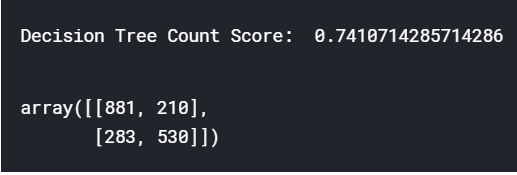 Decision Tree Count Score:  0.7410714285714286
array([[881, 210],
       [283, 530]])